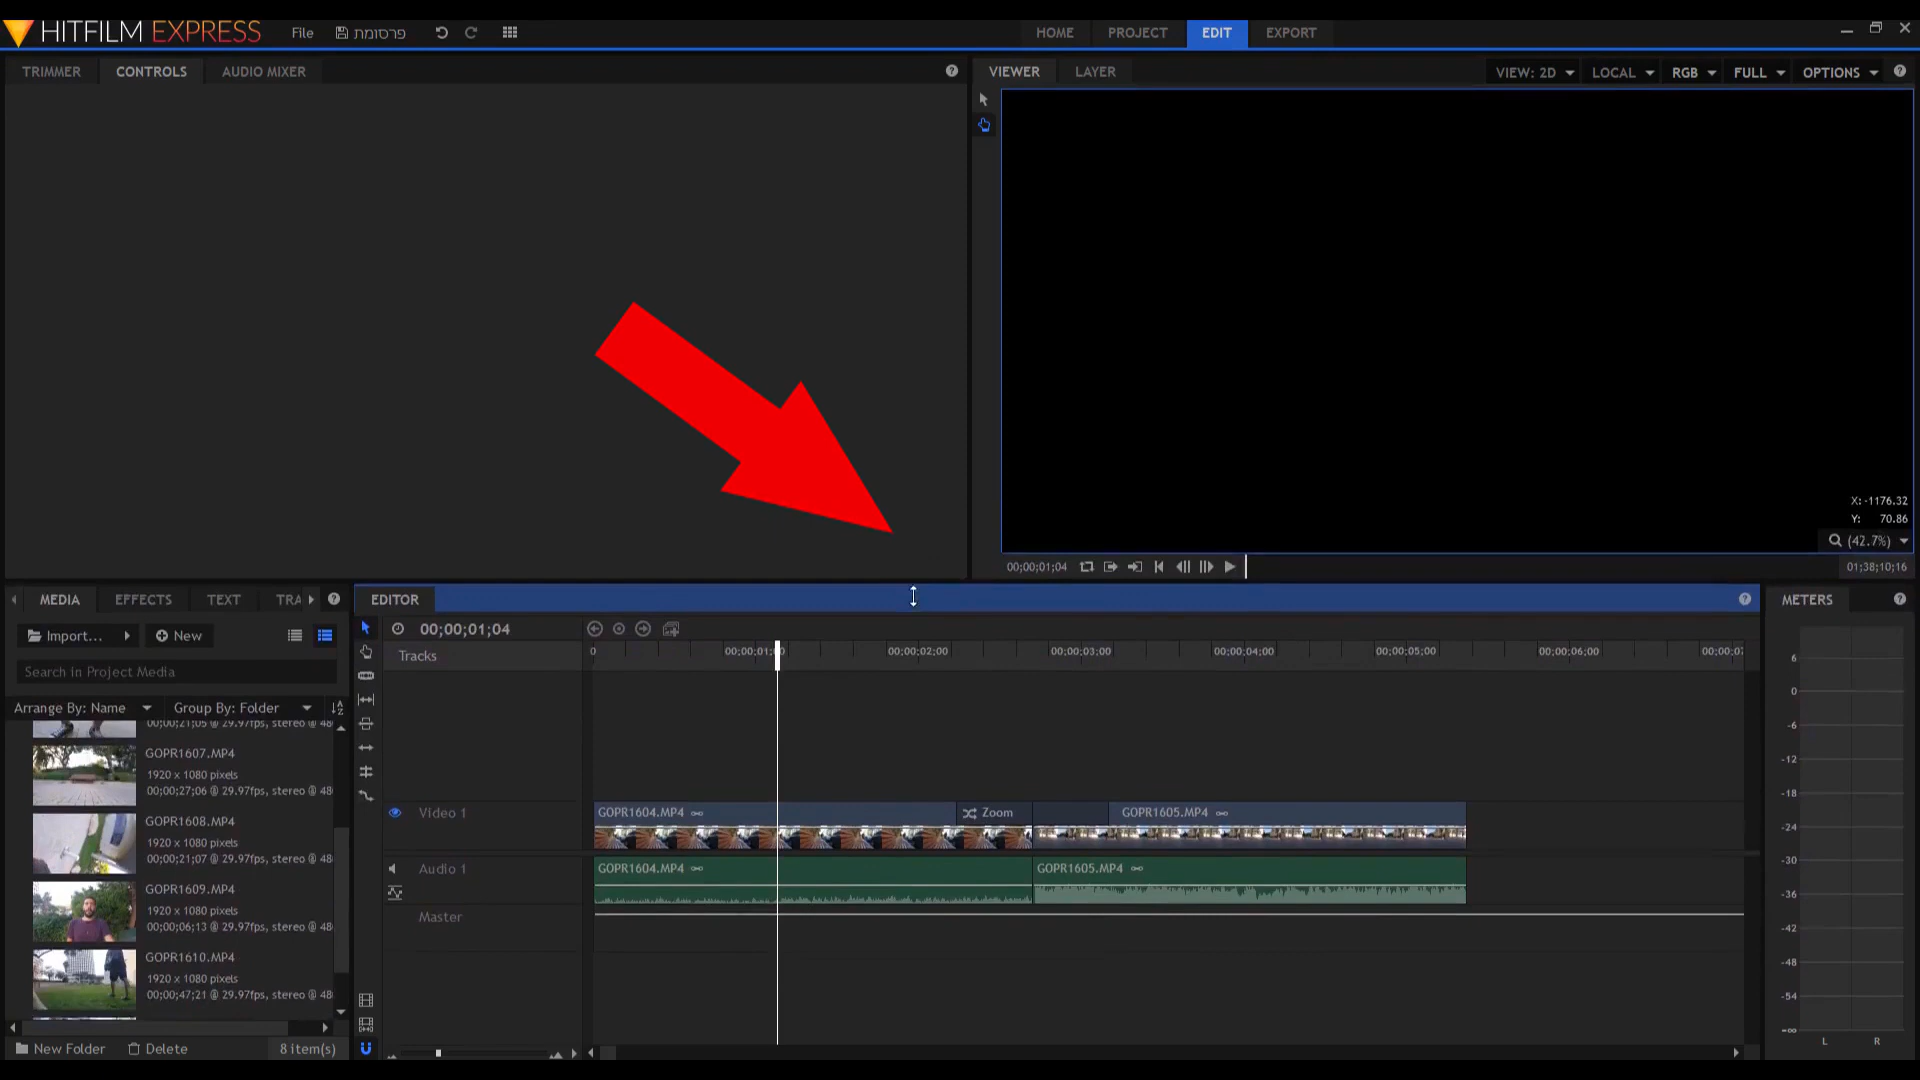 HITFILM EXPRESS File פרסומת HOME PROJECT EDIT EXPORT
TRIMMER CONTROLS AUDIO MIXER
VIEWER LAYER VIEW: 2D LOCAL RGB FULL OPTIONS
X: -1176.32
Y: 70.86
(42.7%)
00;00;01;04 01;38;10;16
MEDIA EFFECTS TEXT TRA
EDITOR
METERS
Import... New
00;00;01;04
Search in Project Media
Tracks
0 00;00;02;00 00;00;03;00 00;00;04;00 00;00;05;00 00;00;06;00
Arrange By: Name Group By: Folder
00;00;21;05 @ 29.97fps, stereo @ 48
GOPR1607.MP4
1920 x 1080 pixels
00;00;27;06 @ 29.97fps, stereo @ 48
GOPR1608.MP4
1920 x 1080 pixels
00;00;21;07 @ 29.97fps, stereo @ 48
GOPR1609.MP4
1920 x 1080 pixels
00;00;06;13 @ 29.97fps, stereo @ 48
GOPR1610.MP4
1920 x 1080 pixels
00;00;47;21 @ 29.97fps, stereo @ 48
New Folder Delete 8 item(s)
Video 1 GOPR1604.MP4 Zoom GOPR1605.MP4
Audio 1 GOPR1604.MP4 GOPR1605.MP4
Master
6
0
-6
-12
-18
-24
-30
-36
-42
-48
-54
-∞
L R